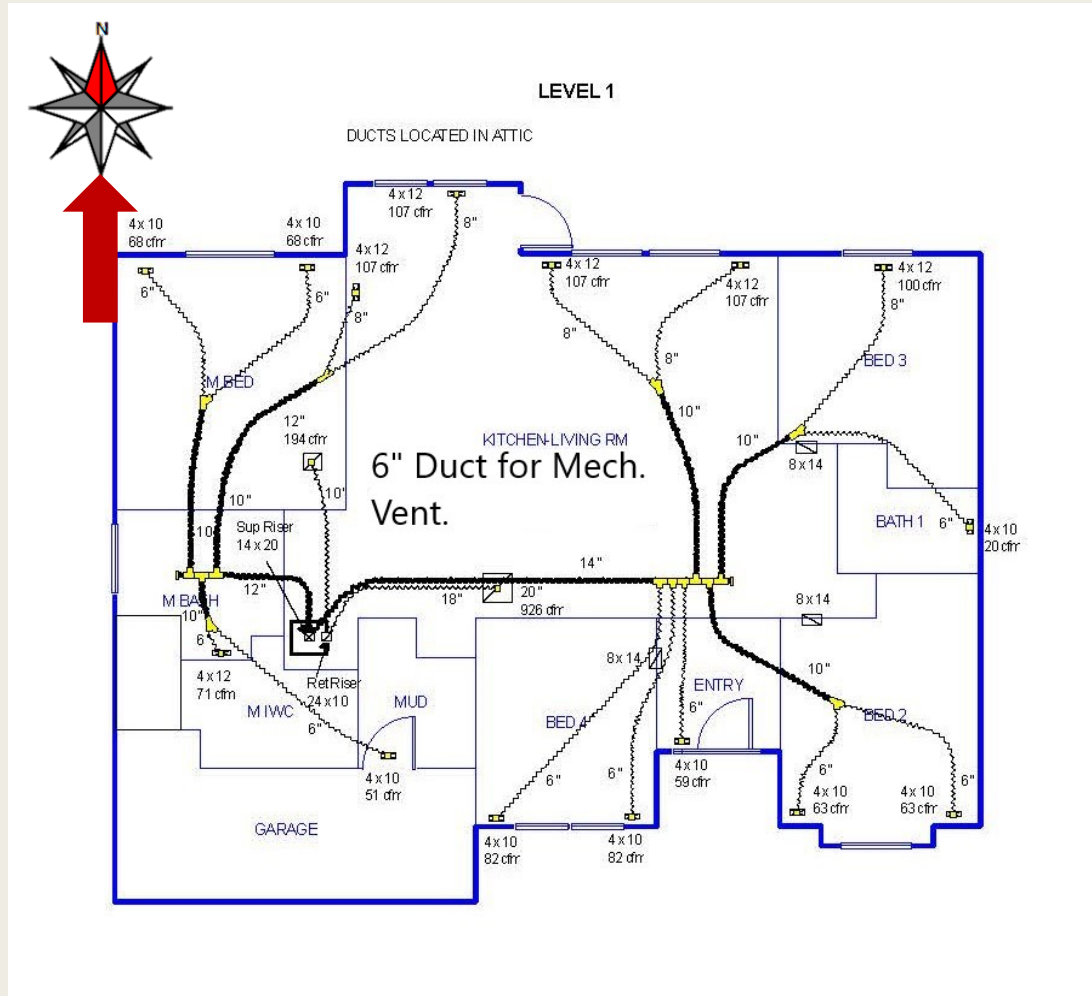 N
LEVEL 1
DUCTS LOCATED IN ATTIC
4 x 12
107 cfm
8"
4 x 10
68 cfm
4 x 10
68 cfm
4 x 12
107 cfm
4 x 12
107 cfm
4 x 12
107 cfm
4 x 12
100 cfm
6"
6"
8"
8"
8"
8"
M BED
BED 3
12"
194 cfm
10"
10"
KITCHEN-LIVING RM
6" Duct for Mech.
Vent.
8 x 14
10"
10'
10
Sup Riser
14 x 20
BATH 1
6"
4 x 10
20 cfm
14"
12"
M BASH
18"
20"
926 cfm
8 x 14
10"
6"
4 x 12
71 cfm
Ret Riser
24 x 10
8 x 14
10"
M IWC
MUD
ENTRY
BED 4
BED 2
6"
6"
4 x 10
51 cfm
4 x 10
59 cfm
6"
6"
6"
6"
4 x 10
63 cfm
4 x 10
63 cfm
GARAGE
4 x 10
82 cfm
4 x 10
82 cfm